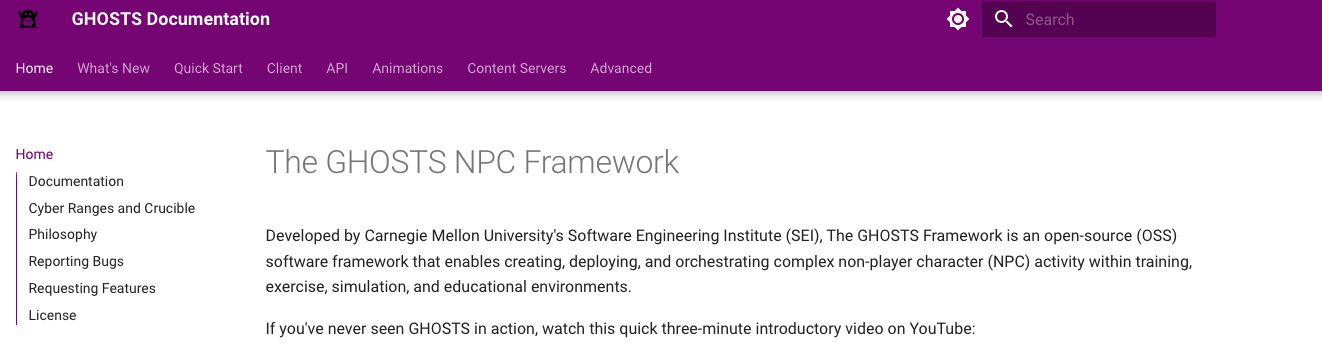 GHOSTS Documentation
Search
Home What's New Quick Start Client API Animations Content Servers Advanced
Home
Documentation
Cyber Ranges and Crucible
Philosophy
Reporting Bugs
Requesting Features
License
The GHOSTS NPC Framework
Developed by Carnegie Mellon University's Software Engineering Institute (SEI), The GHOSTS Framework is an open-source (OSS)
software framework that enables creating, deploying, and orchestrating complex non-player character (NPC) activity within training,
exercise, simulation, and educational environments.
If you've never seen GHOSTS in action, watch this quick three-minute introductory video on YouTube: